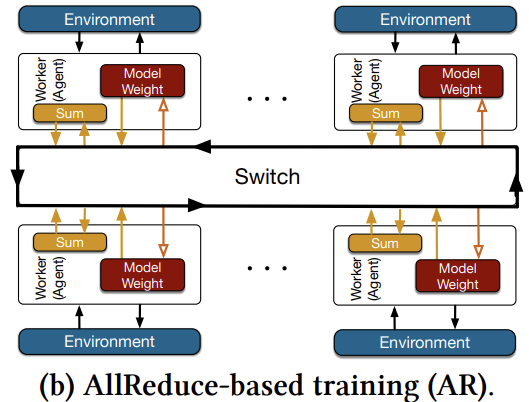 Environment
Environment
Worker
(Agent)
Model
Weight
Sum
. . .
Worker
(Agent)
Model
Weight
Sum
Switch
Sum
Worker
(Agent)
Model
Weight
. . .
Sum
Worker
(Agent)
Model
Weight
Environment
Environment
(b) AllReduce-based training (AR).